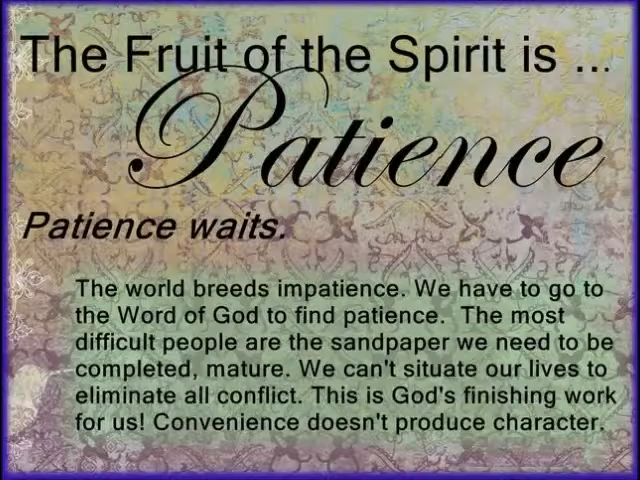 The Fruit of the Spirit is ...
Patience
Patience waits.
The world breeds impatience. We have to go to
the Word of God to find patience.  The most
difficult people are the sandpaper we need to be
completed, mature. We can't situate our lives to
eliminate all conflict. This is God's finishing work
for us! Convenience doesn't produce character.